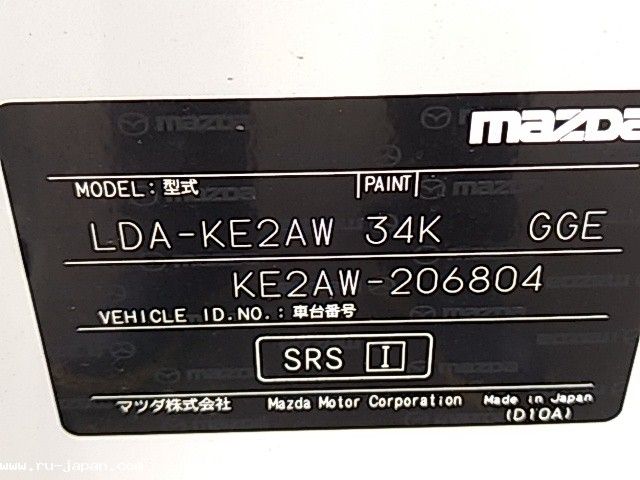 mazda
MODEL: 型式 PAINT
LDA-KE2AW 34K GGE
KE2AW-206804
VEHICLE ID.NO.: 車台番号
SRS I
マツダ株式会社 Mazda Motor Corporation Made in Japan
(D10A)
www.ru-japan.com